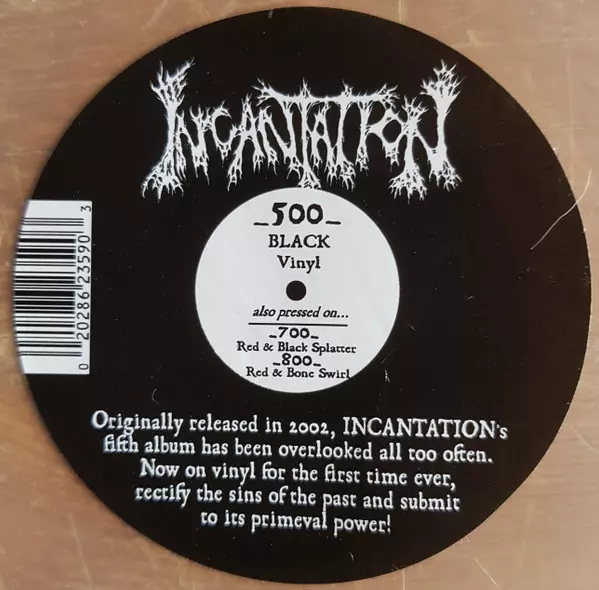 INCANTATION
_500_
BLACK
Vinyl
also pressed on...
_700_
Red & Black Splatter
_800_
Red & Bone Swirl
0 20286 23590 3
Originally released in 2002, INCANTATION's
fifth album has been overlooked all too often.
Now on vinyl for the first time ever,
rectify the sins of the past and submit
to its primeval power!